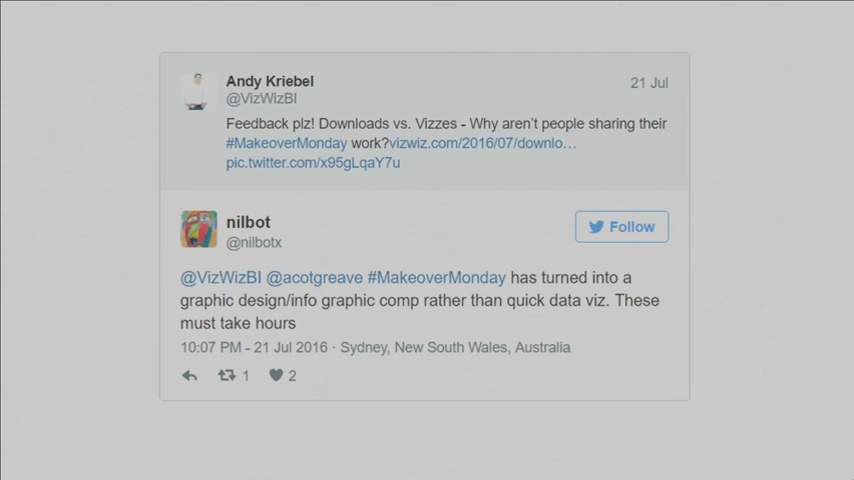 Andy Kriebel
21 Jul
@VizWizBI
Feedback plz! Downloads vs. Vizzes - Why aren't people sharing their
#MakeoverMonday work?vizwiz.com/2016/07/downlo…
pic.twitter.com/x95gLqaY7u
nilbot
Follow
@nilbotx
@VizWizBI @acotgreave #MakeoverMonday has turned into a
graphic design/info graphic comp rather than quick data viz. These
must take hours
10:07 PM - 21 Jul 2016 · Sydney, New South Wales, Australia
1 2